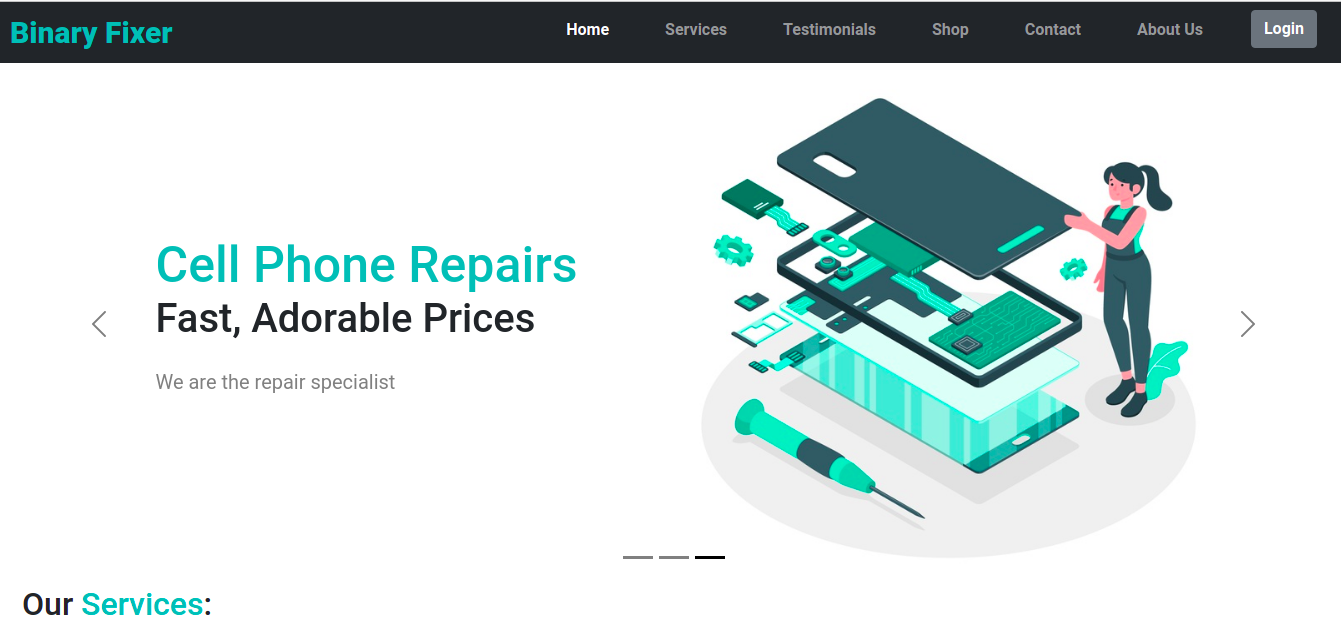 Binary Fixer
Home Services Testimonials Shop Contact About Us Login
Cell Phone Repairs
Fast, Adorable Prices
We are the repair specialist
Our Services: